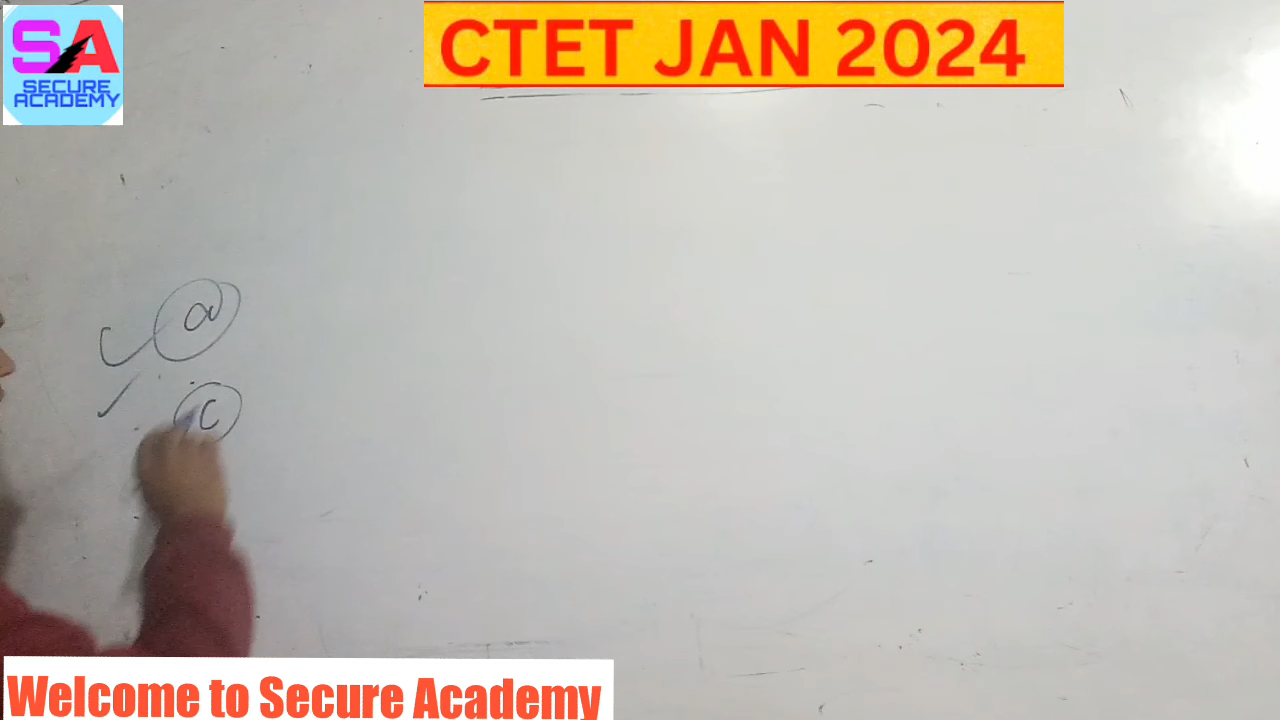 SA
SECURE
ACADEMY
CTET JAN 2024
a
c
Welcome to Secure Academy